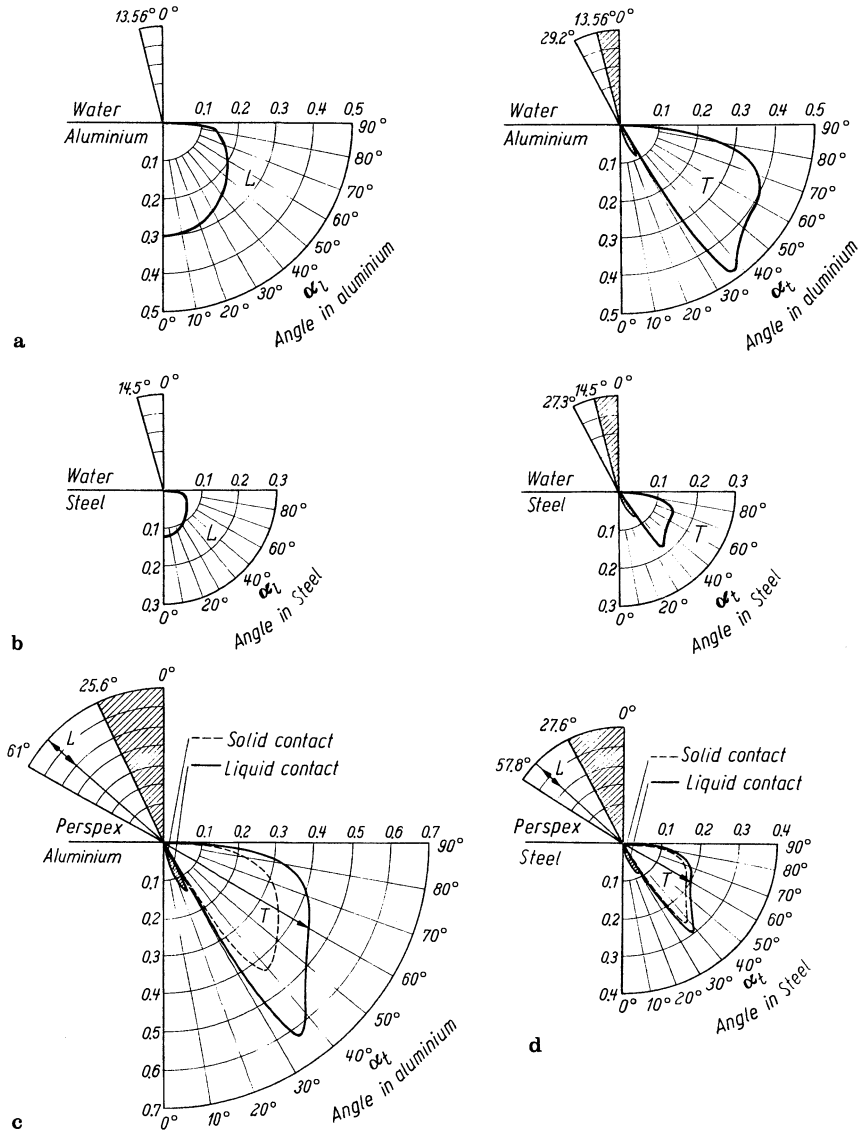 13.56° 0°
Water
Aluminium
0.1 0.2 0.3 0.4 0.5
90°
80°
70°
60°
50°
40°
30°
20°
10°
0°
0.1
0.2
0.3
0.4
0.5
L
αl
Angle in aluminium
29.2° 13.56° 0°
Water
Aluminium
0.1 0.2 0.3 0.4 0.5
90°
80°
70°
60°
50°
40°
30°
20°
10°
0°
0.1
0.2
0.3
0.4
0.5
T
αt
Angle in aluminium
a
14.5° 0°
Water
Steel
0.1 0.2 0.3
80°
60°
40°
20°
0°
0.1
0.2
0.3
L
αl
Angle in Steel
27.3° 14.5° 0°
Water
Steel
0.1 0.2 0.3
80°
60°
40°
20°
0°
0.1
0.2
0.3
T
αt
Angle in Steel
b
61° 25.6° 0°
L
Solid contact
Liquid contact
Perspex
Aluminium
0.1 0.2 0.3 0.4 0.5 0.6 0.7
90°
80°
70°
60°
50°
40°
30°
20°
10°
0°
0.1
0.2
0.3
0.4
0.5
0.6
0.7
T
αt
Angle in aluminium
c
57.8° 27.6° 0°
L
Solid contact
Liquid contact
Perspex
Steel
0.1 0.2 0.3 0.4
90°
80°
70°
60°
50°
40°
30°
20°
10°
0°
0.1
0.2
0.3
0.4
T
αt
Angle in Steel
d